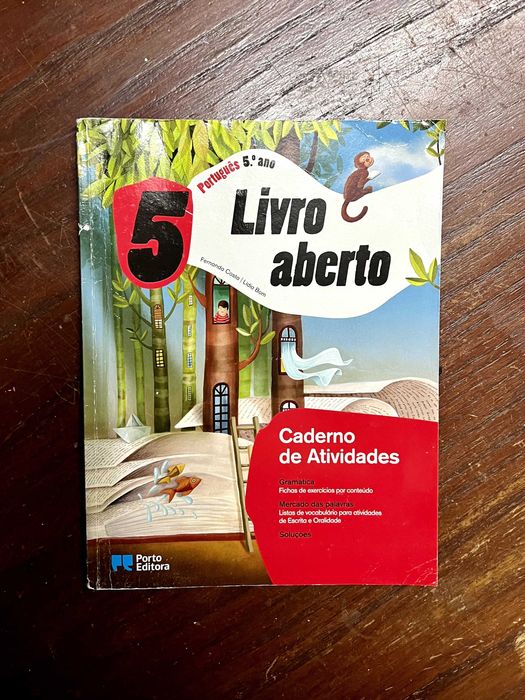 5
Português 5.º ano
Livro
aberto
Fernanda Costa / Lídia Bom
Caderno
de Atividades
Gramática
Fichas de exercícios por conteúdo
Mercado das palavras
Listas de vocabulário para atividades
de Escrita e Oralidade
Soluções
Porto
Editora